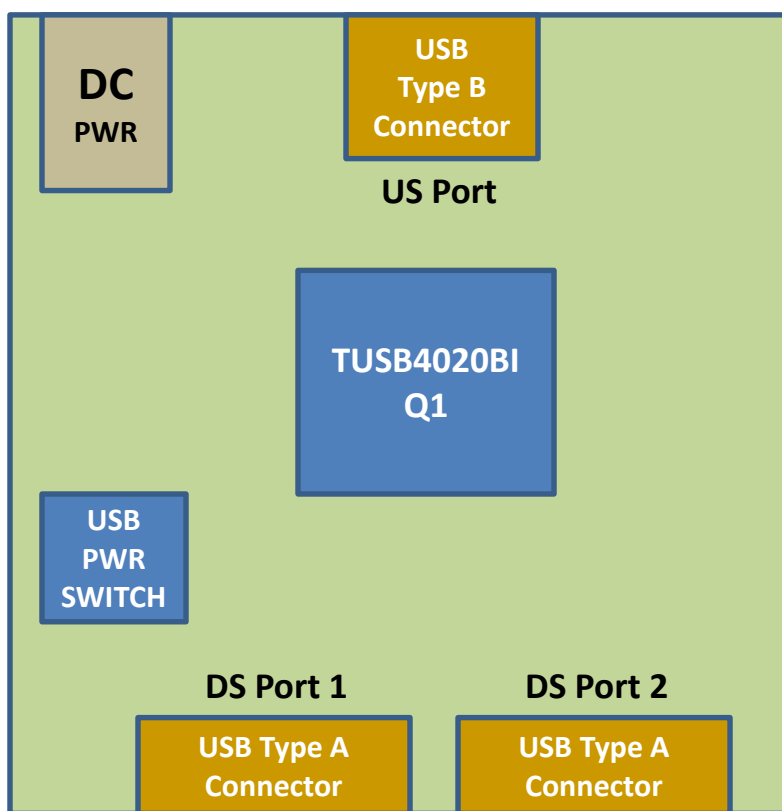 DC
PWR
USB
Type B
Connector
US Port
TUSB4020BI
Q1
USB
PWR
SWITCH
DS Port 1
DS Port 2
USB Type A
Connector
USB Type A
Connector